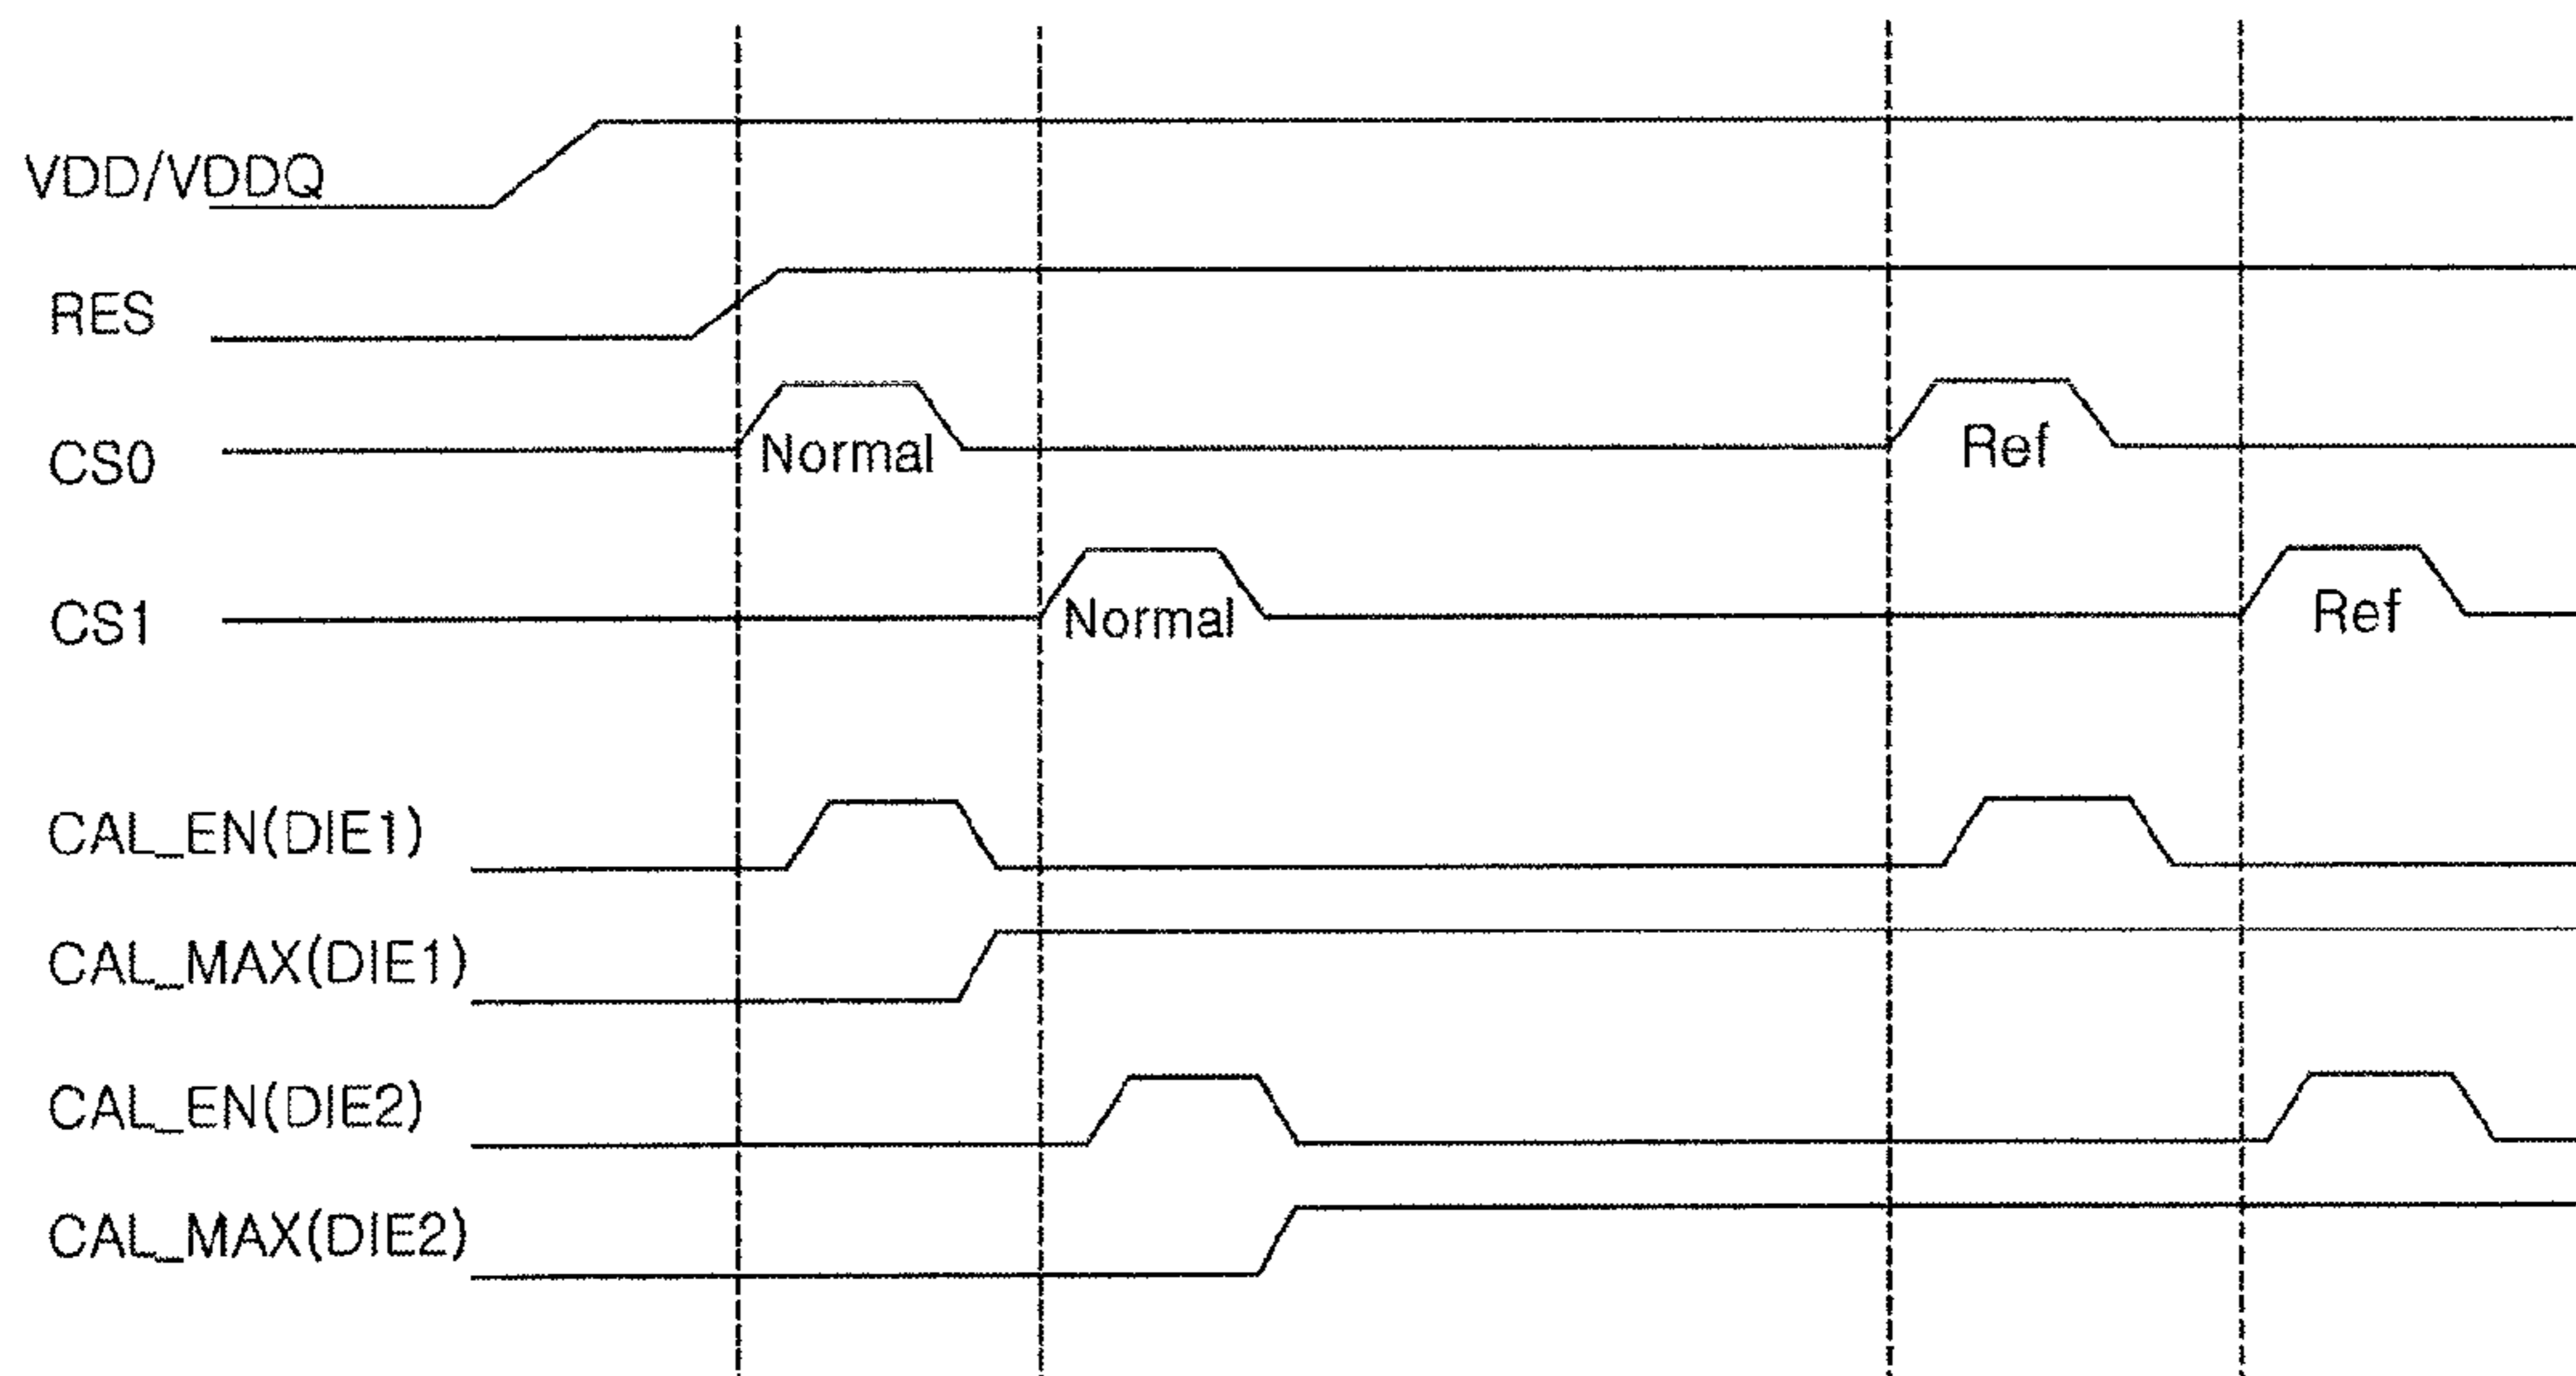 VDD/VDDQ
RES
CS0
Normal
Ref
CS1
Normal
Ref
CAL_EN(DIE1)
CAL_MAX(DIE1)
CAL_EN(DIE2)
CAL_MAX(DIE2)